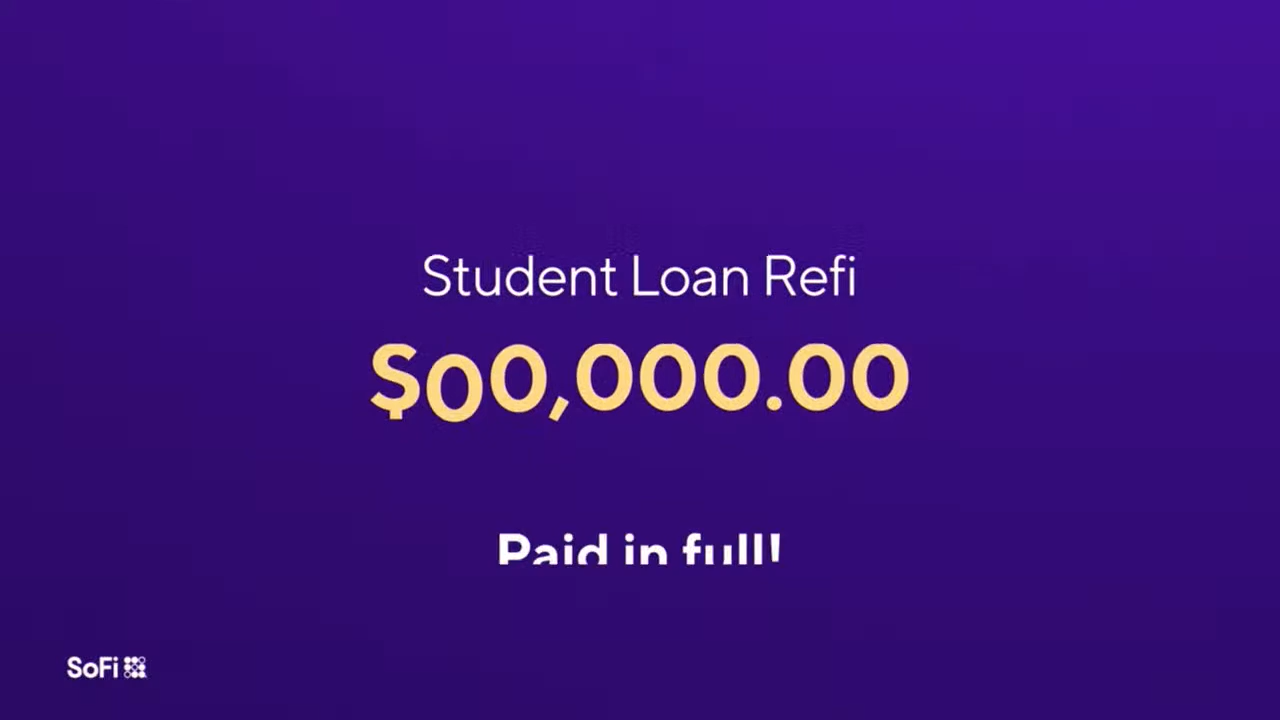 Student Loan Refi
$00,000.00
Paid in full!
SoFi